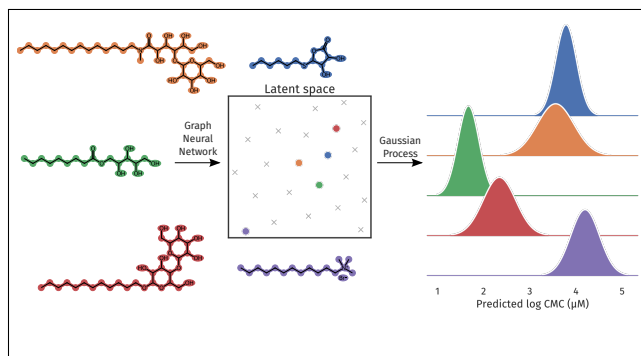 Latent space
Graph
Neural
Network
Gaussian
Process
1 2 3 4 5
Predicted log CMC (μM)